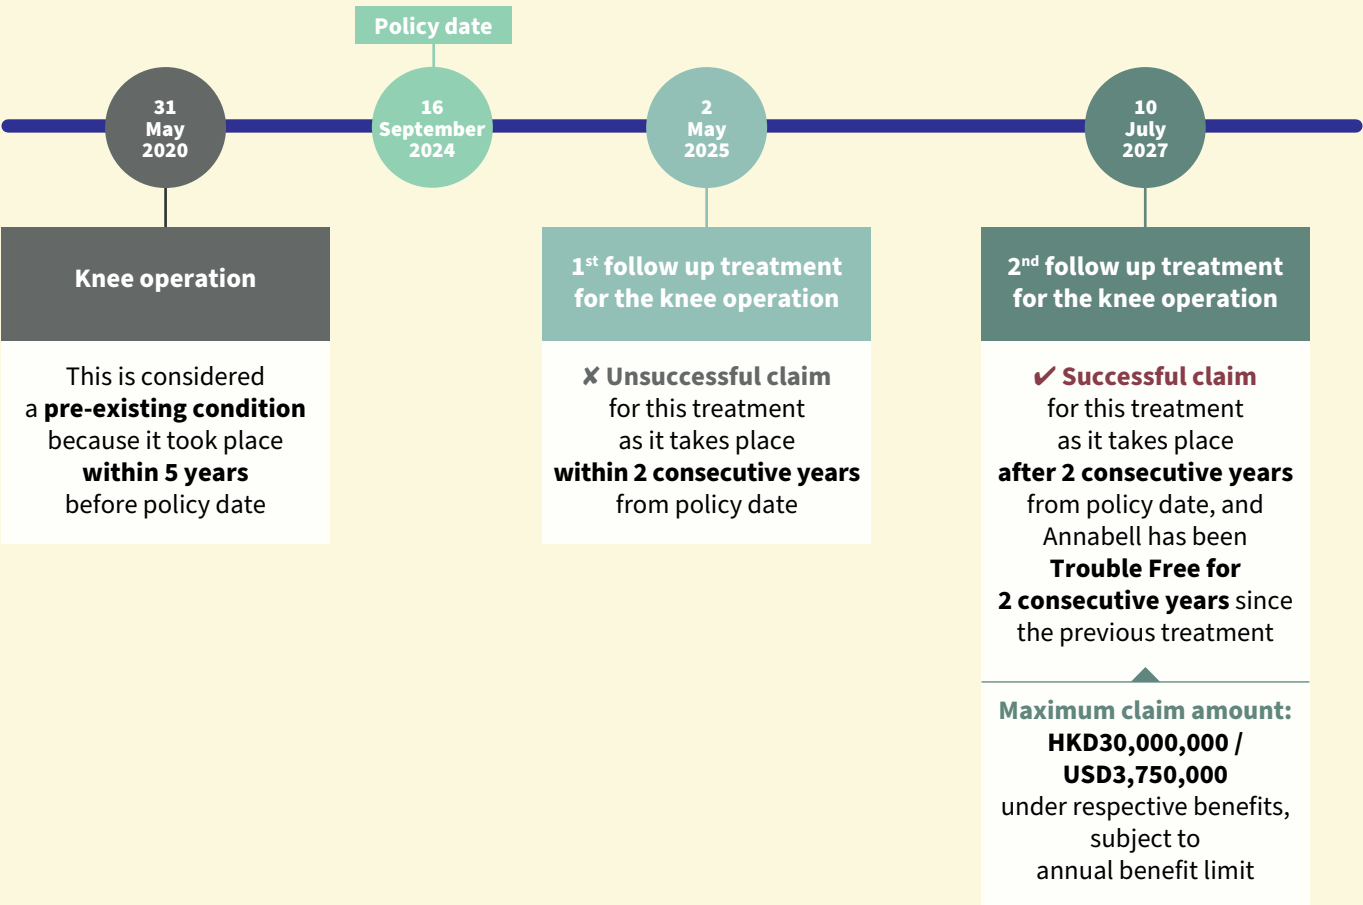 Policy date
31
May
2020
16
September
2024
2
May
2025
10
July
2027
Knee operation
This is considered
a pre-existing condition
because it took place
within 5 years
before policy date
1st follow up treatment
for the knee operation
✘ Unsuccessful claim
for this treatment
as it takes place
within 2 consecutive years
from policy date
2nd follow up treatment
for the knee operation
✔ Successful claim
for this treatment
as it takes place
after 2 consecutive years
from policy date, and
Annabell has been
Trouble Free for
2 consecutive years since
the previous treatment
Maximum claim amount:
HKD30,000,000 /
USD3,750,000
under respective benefits,
subject to
annual benefit limit